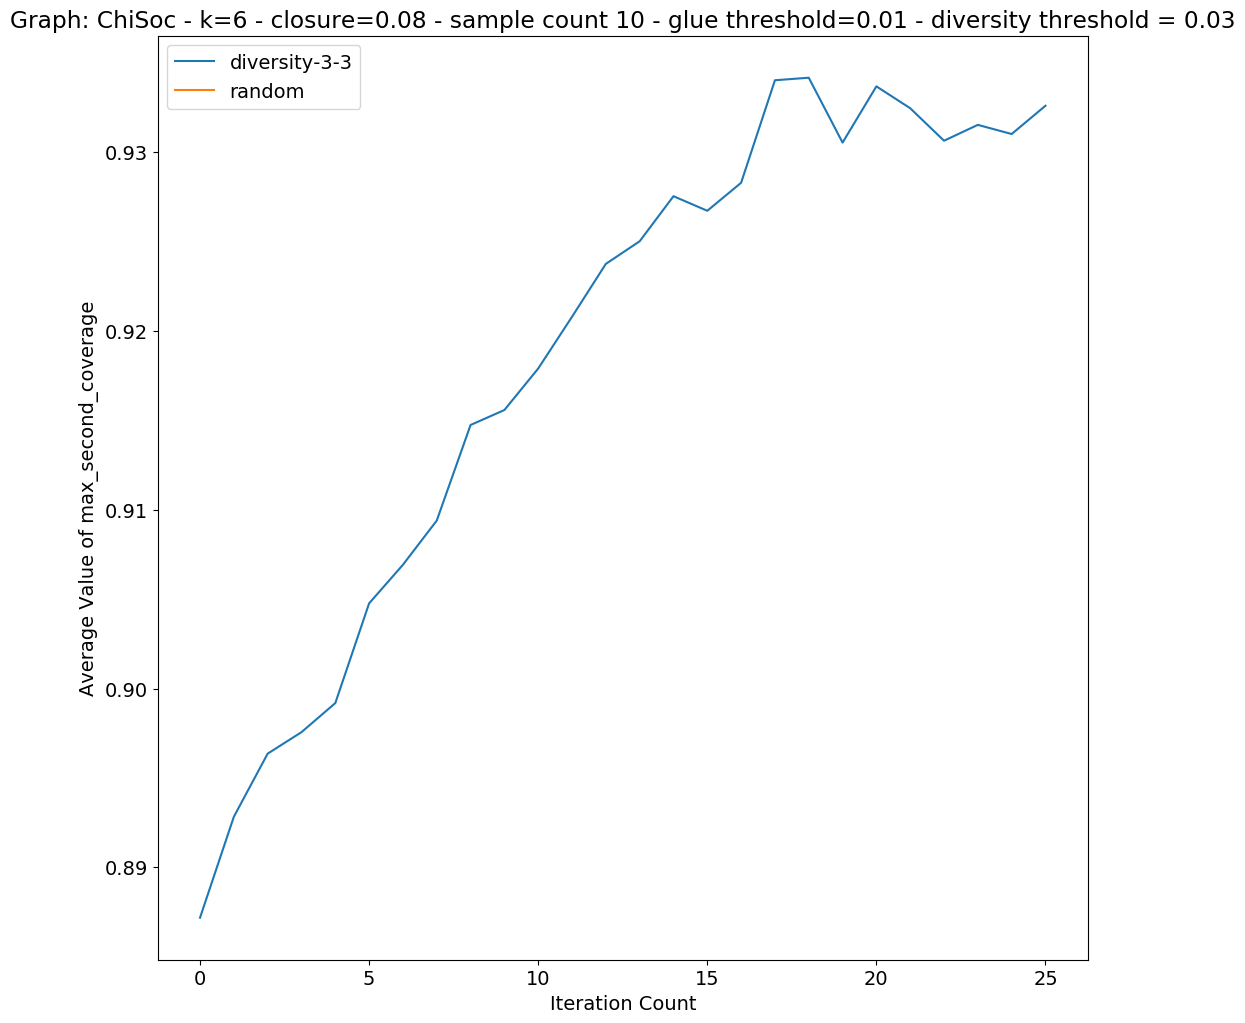 Graph: ChiSoc - k=6 - closure=0.08 - sample count 10 - glue threshold=0.01 - diversity threshold = 0.03
diversity-3-3
random
Average Value of max_second_coverage
0.93
0.92
0.91
0.90
0.89
0 5 10 15 20 25
Iteration Count